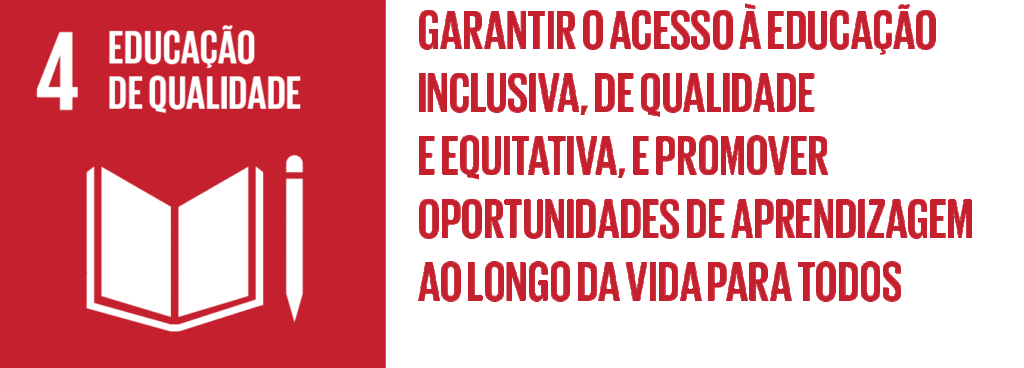 4
EDUCAÇÃO
DE QUALIDADE
GARANTIR O ACESSO À EDUCAÇÃO
INCLUSIVA, DE QUALIDADE
E EQUITATIVA, E PROMOVER
OPORTUNIDADES DE APRENDIZAGEM
AO LONGO DA VIDA PARA TODOS